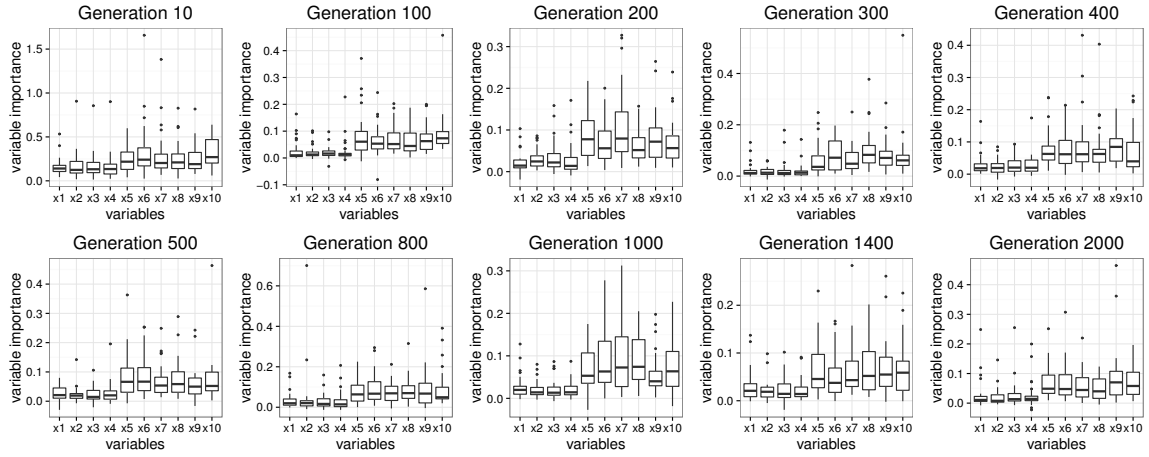 Generation 10
Generation 100
Generation 200
Generation 300
Generation 400
variable importance
1.5
1.0
0.5
0.0
x1 x2 x3 x4 x5 x6 x7 x8 x9 x10
variables
variable importance
0.4
0.3
0.2
0.1
0.0
−0.1
x1 x2 x3 x4 x5 x6 x7 x8 x9 x10
variables
variable importance
0.3
0.2
0.1
0.0
x1 x2 x3 x4 x5 x6 x7 x8 x9 x10
variables
variable importance
0.4
0.2
0.0
x1 x2 x3 x4 x5 x6 x7 x8 x9 x10
variables
variable importance
0.4
0.3
0.2
0.1
0.0
x1 x2 x3 x4 x5 x6 x7 x8 x9 x10
variables
Generation 500
Generation 800
Generation 1000
Generation 1400
Generation 2000
variable importance
0.4
0.3
0.2
0.1
0.0
x1 x2 x3 x4 x5 x6 x7 x8 x9 x10
variables
variable importance
0.6
0.4
0.2
0.0
x1 x2 x3 x4 x5 x6 x7 x8 x9 x10
variables
variable importance
0.3
0.2
0.1
0.0
x1 x2 x3 x4 x5 x6 x7 x8 x9 x10
variables
variable importance
0.2
0.1
0.0
x1 x2 x3 x4 x5 x6 x7 x8 x9 x10
variables
variable importance
0.4
0.3
0.2
0.1
0.0
x1 x2 x3 x4 x5 x6 x7 x8 x9 x10
variables